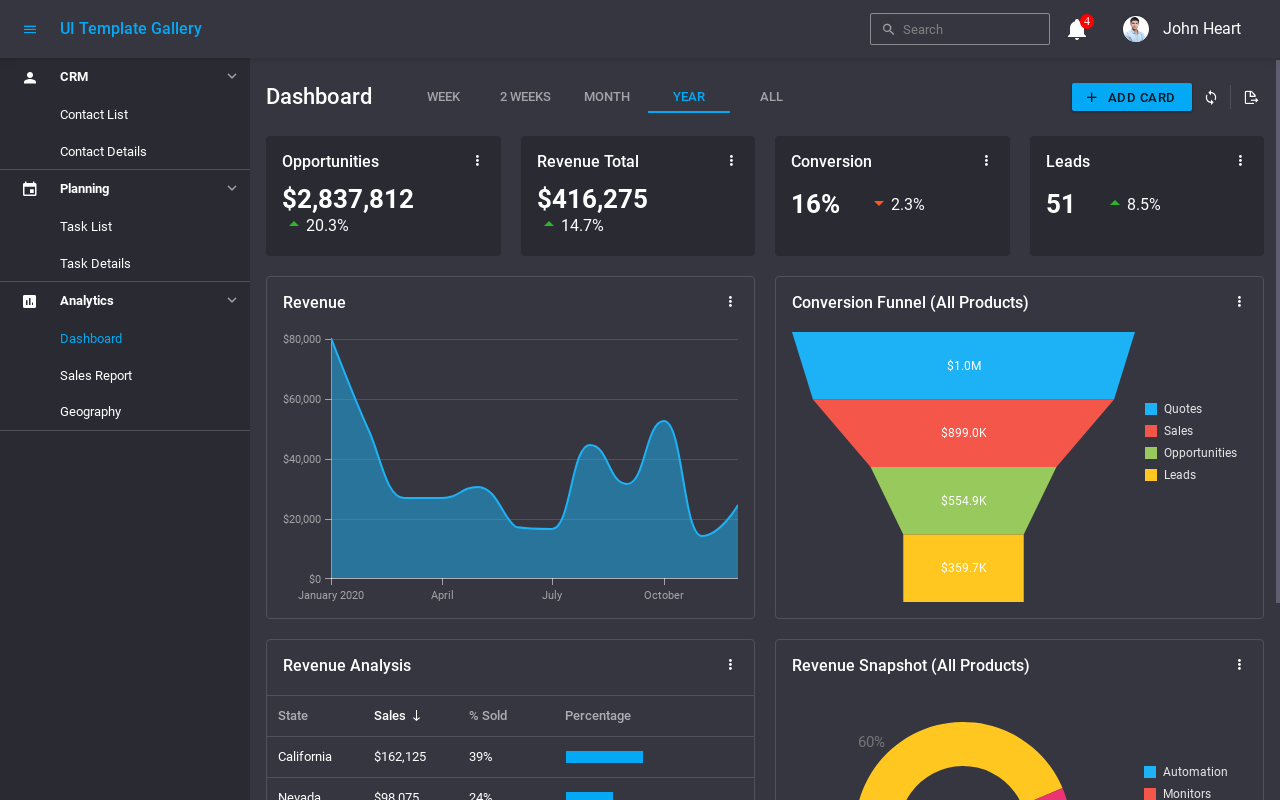 UI Template Gallery
Search
4
John Heart
CRM
Contact List
Contact Details
Planning
Task List
Task Details
Analytics
Dashboard
Sales Report
Geography
Dashboard
WEEK
2 WEEKS
MONTH
YEAR
ALL
ADD CARD
Opportunities
$2,837,812
20.3%
Revenue Total
$416,275
14.7%
Conversion
16%
2.3%
Leads
51
8.5%
Revenue
$80,000
$60,000
$40,000
$20,000
$0
January 2020
April
July
October
Conversion Funnel (All Products)
$1.0M
$899.0K
$554.9K
$359.7K
Quotes
Sales
Opportunities
Leads
Revenue Analysis
State Sales % Sold Percentage
California $162,125 39%
Nevada $98,075 24%
Revenue Snapshot (All Products)
60%
Automation
Monitors